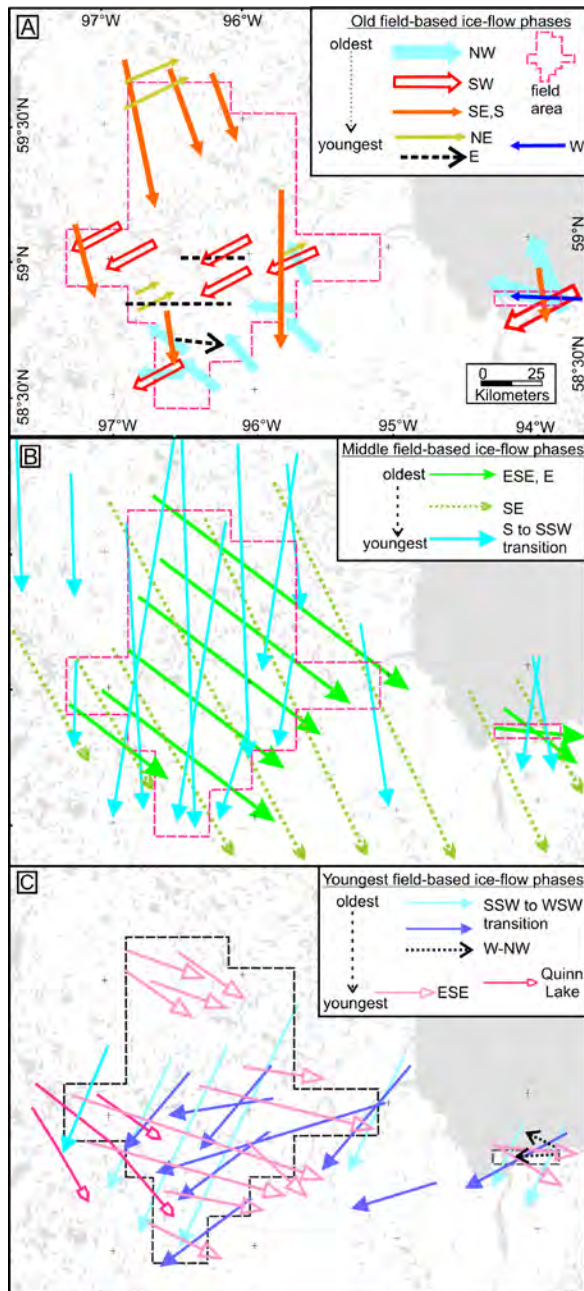 A
97°W
96°W
Old field-based ice-flow phases
oldest
NW
SW
SE,S
field
area
youngest
NE
E
W
59°30'N
59°N
58°30'N
0
25
Kilometers
97°W
96°W
95°W
94°W
B
Middle field-based ice-flow phases
oldest
ESE, E
SE
youngest
S to SSW
transition
C
Youngest field-based ice-flow phases
oldest
SSW to WSW
transition
W-NW
Quinn
Lake
youngest
ESE